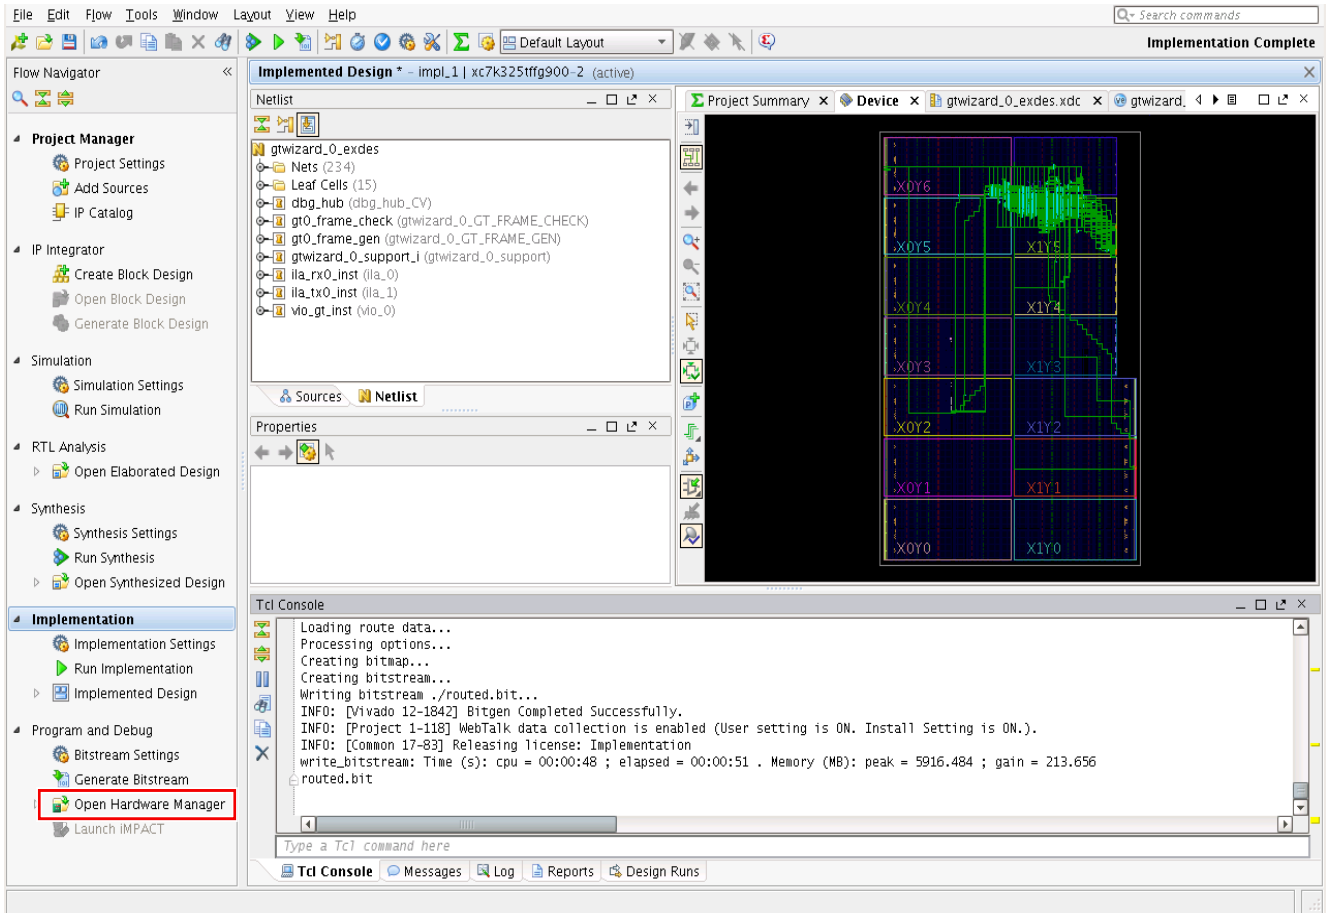 File Edit Flow Tools Window Layout View Help
Search commands
Default Layout
Implementation Complete
Flow Navigator
Project Manager
Project Settings
Add Sources
IP Catalog
IP Integrator
Create Block Design
Open Block Design
Generate Block Design
Simulation
Simulation Settings
Run Simulation
RTL Analysis
Open Elaborated Design
Synthesis
Synthesis Settings
Run Synthesis
Open Synthesized Design
Implementation
Implementation Settings
Run Implementation
Implemented Design
Program and Debug
Bitstream Settings
Generate Bitstream
Open Hardware Manager
Launch iMPACT
Implemented Design * - impl_1 | xc7k325tffg900-2 (active)
Netlist
gtwizard_0_exdes
Nets (234)
Leaf Cells (15)
dbg_hub (dbg_hub_CV)
gt0_frame_check (gtwizard_0_GT_FRAME_CHECK)
gt0_frame_gen (gtwizard_0_GT_FRAME_GEN)
gtwizard_0_support_i (gtwizard_0_support)
ila_rx0_inst (ila_0)
ila_tx0_inst (ila_1)
vio_gt_inst (vio_0)
Sources Netlist
Properties
Project Summary Device gtwizard_0_exdes.xdc gtwizard_
X0Y6
X0Y5 X1Y5
X0Y4 X1Y4
X0Y3 X1Y3
X0Y2 X1Y2
X0Y1 X1Y1
X0Y0 X1Y0
Tcl Console
Loading route data...
Processing options...
Creating bitmap...
Creating bitstream...
Writing bitstream ./routed.bit...
INFO: [Vivado 12-1842] Bitgen Completed Successfully.
INFO: [Project 1-118] WebTalk data collection is enabled (User setting is ON. Install Setting is ON.).
INFO: [Common 17-83] Releasing license: Implementation
write_bitstream: Time (s): cpu = 00:00:48 ; elapsed = 00:00:51 . Memory (MB): peak = 5916.484 ; gain = 213.656
routed.bit
Type a Tcl command here
Tcl Console Messages Log Reports Design Runs